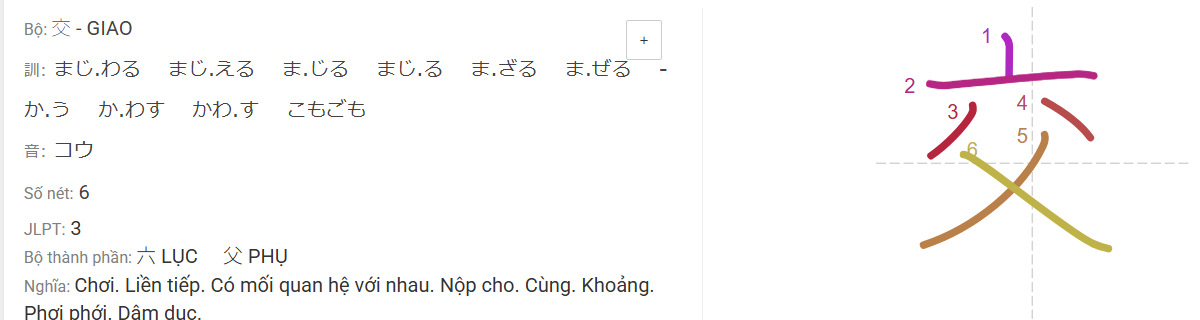 Bộ: 交 - GIAO
+
訓: まじ.わる まじ.える ま.じる まじ.る ま.ざる ま.ぜる -
か.う か.わす かわ.す こもごも
音: コウ
Số nét: 6
JLPT: 3
Bộ thành phần: 六 LỤC 父 PHỤ
Nghĩa: Chơi. Liền tiếp. Có mối quan hệ với nhau. Nộp cho. Cùng. Khoảng.
Phơi phới. Dâm dục.
1
2
3
4
5
6